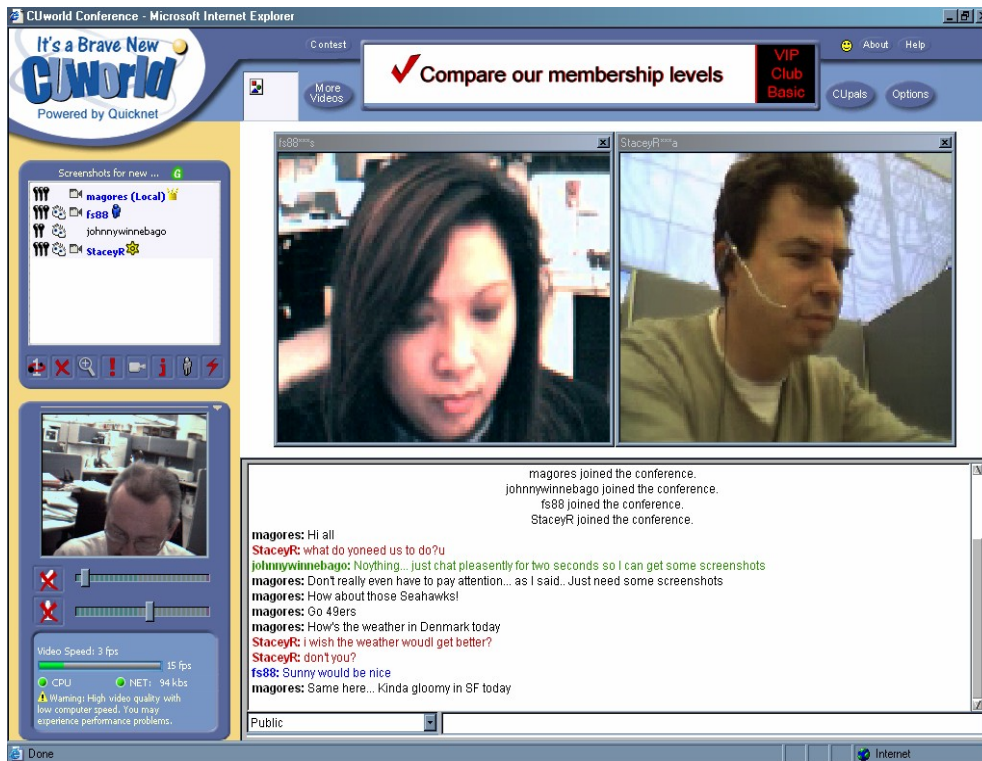 CUworld Conference - Microsoft Internet Explorer
It's a Brave New
CUWorld
Powered by Quicknet
Contest
More
Videos
Compare our membership levels
VIP
Club
Basic
About
Help
CUpals
Options
Screenshots for new ...
G
magores (Local)
fs88
johnnywinnebago
StaceyR
fs88***s
StaceyR***a
Video Speed: 3 fps
15 fps
CPU
NET: 94 kbs
Warning: High video quality with
low computer speed. You may
experience performance problems.
magores joined the conference.
johnnywinnebago joined the conference.
fs88 joined the conference.
StaceyR joined the conference.
magores: Hi all
StaceyR: what do yoneed us to do?u
johnnywinnebago: Noything... just chat pleasently for two seconds so I can get some screenshots
magores: Don't really even have to pay attention... as I said.. Just need some screenshots
magores: How about those Seahawks!
magores: Go 49ers
magores: How's the weather in Denmark today
StaceyR: i wish the weather woudl get better?
StaceyR: don't you?
fs88: Sunny would be nice
magores: Same here... Kinda gloomy in SF today
Public
Done
Internet